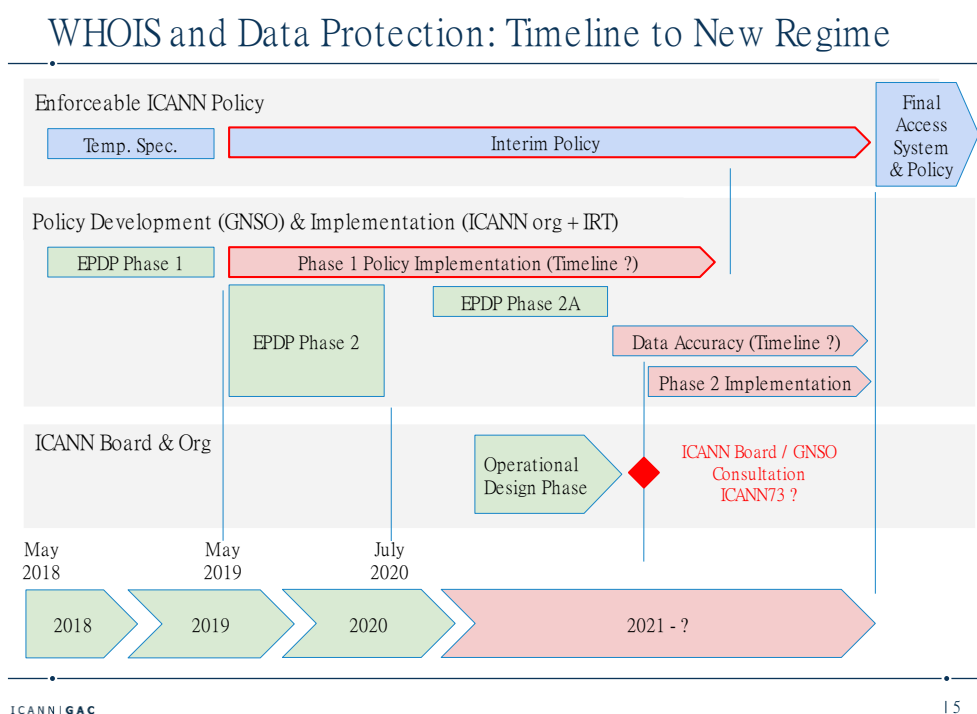 WHOIS and Data Protection: Timeline to New Regime
Enforceable ICANN Policy
Temp. Spec.
Interim Policy
Final
Access
System
& Policy
Policy Development (GNSO) & Implementation (ICANN org + IRT)
EPDP Phase 1
Phase 1 Policy Implementation (Timeline ?)
EPDP Phase 2
EPDP Phase 2A
Data Accuracy (Timeline ?)
Phase 2 Implementation
ICANN Board & Org
Operational
Design Phase
ICANN Board / GNSO
Consultation
ICANN73 ?
May
2018
May
2019
July
2020
2018
2019
2020
2021 - ?
ICANN|GAC
| 5